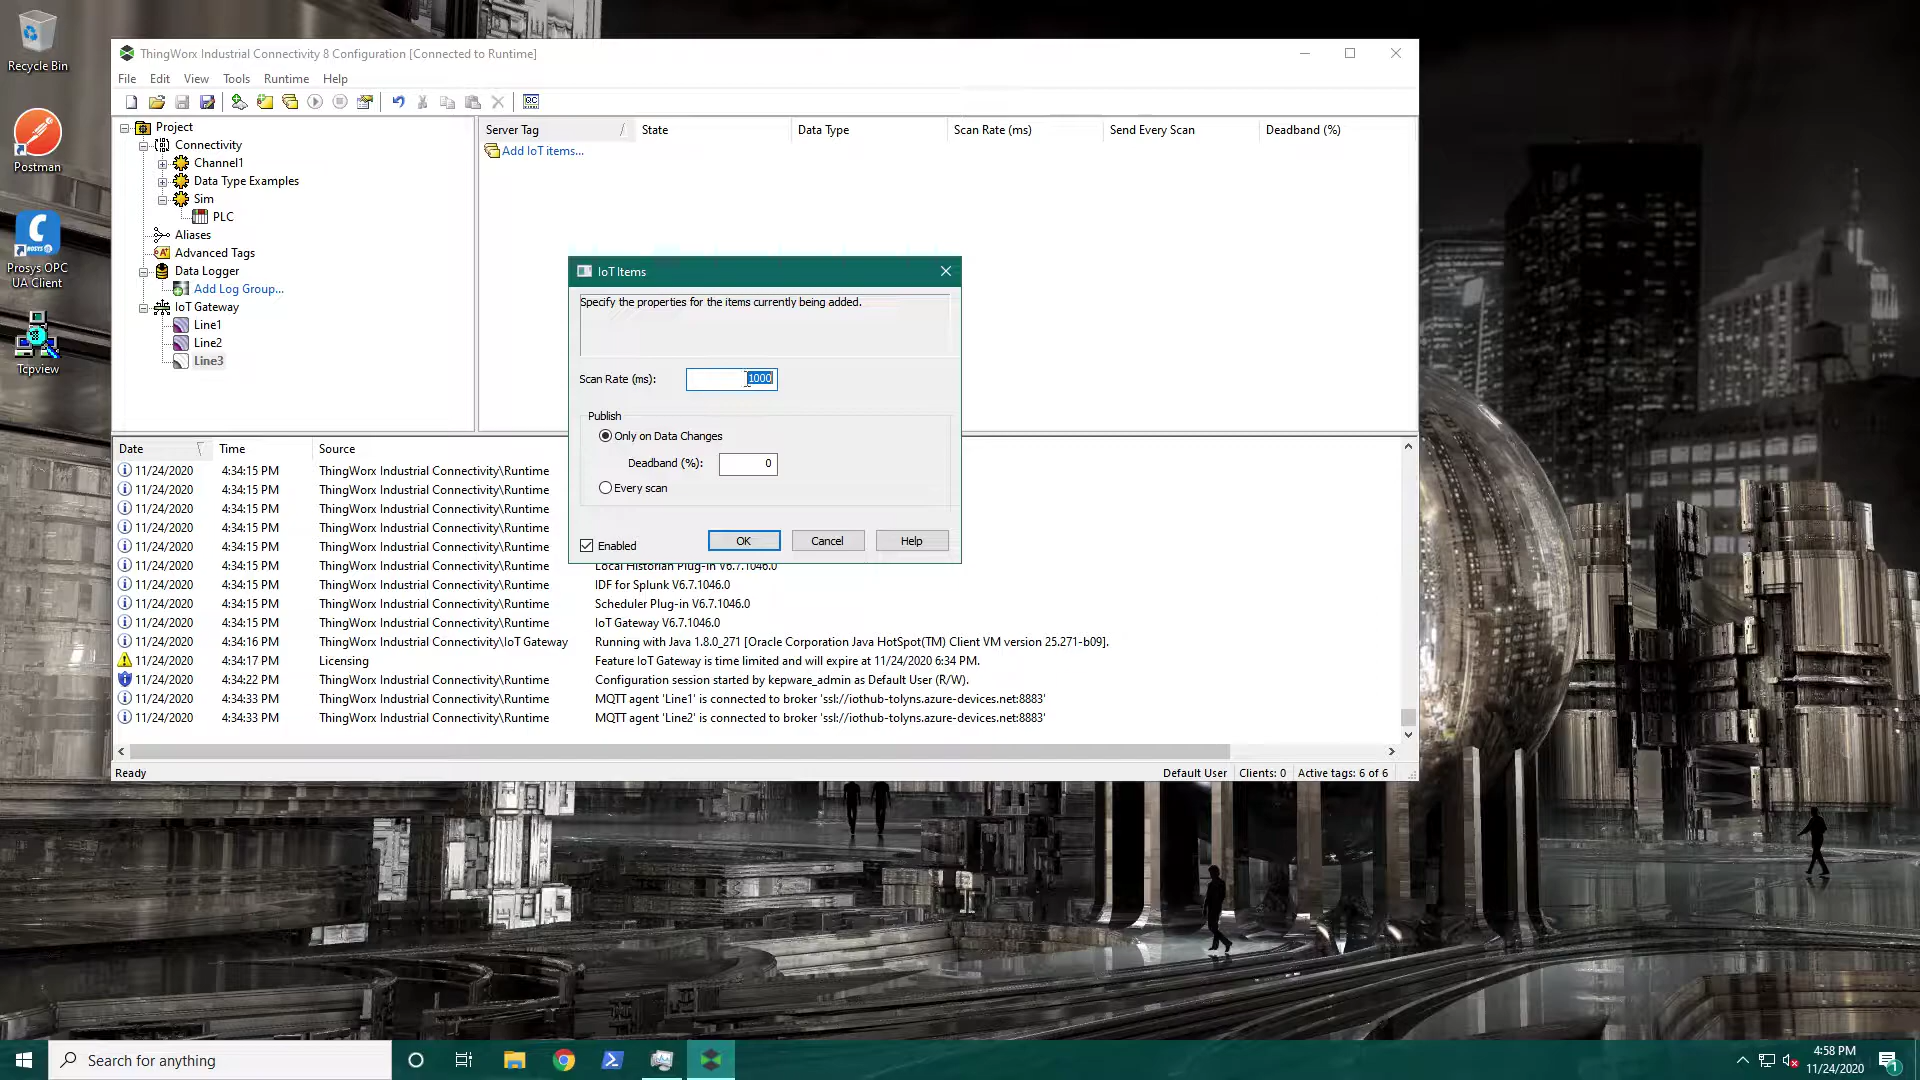 Recycle Bin
Postman
Prosys OPC
UA Client
Tcpview
ThingWorx Industrial Connectivity 8 Configuration [Connected to Runtime]
File Edit View Tools Runtime Help
Project
Connectivity
Channel1
Data Type Examples
Sim
PLC
Aliases
Advanced Tags
Data Logger
Add Log Group...
IoT Gateway
Line1
Line2
Line3
Server Tag State Data Type Scan Rate (ms) Send Every Scan Deadband (%)
Add IoT items...
IoT Items
Specify the properties for the items currently being added.
Scan Rate (ms): 1000
Publish
Only on Data Changes
Deadband (%): 0
Every scan
Enabled OK Cancel Help
Date Time Source
11/24/2020 4:34:15 PM ThingWorx Industrial Connectivity\Runtime
11/24/2020 4:34:15 PM ThingWorx Industrial Connectivity\Runtime
11/24/2020 4:34:15 PM ThingWorx Industrial Connectivity\Runtime
11/24/2020 4:34:15 PM ThingWorx Industrial Connectivity\Runtime
11/24/2020 4:34:15 PM ThingWorx Industrial Connectivity\Runtime
11/24/2020 4:34:15 PM ThingWorx Industrial Connectivity\Runtime Local Historian Plug-in V6.7.1046.0
11/24/2020 4:34:15 PM ThingWorx Industrial Connectivity\Runtime IDF for Splunk V6.7.1046.0
11/24/2020 4:34:15 PM ThingWorx Industrial Connectivity\Runtime Scheduler Plug-in V6.7.1046.0
11/24/2020 4:34:15 PM ThingWorx Industrial Connectivity\Runtime IoT Gateway V6.7.1046.0
11/24/2020 4:34:16 PM ThingWorx Industrial Connectivity\IoT Gateway Running with Java 1.8.0_271 [Oracle Corporation Java HotSpot(TM) Client VM version 25.271-b09].
11/24/2020 4:34:17 PM Licensing Feature IoT Gateway is time limited and will expire at 11/24/2020 6:34 PM.
11/24/2020 4:34:22 PM ThingWorx Industrial Connectivity\Runtime Configuration session started by kepware_admin as Default User (R/W).
11/24/2020 4:34:33 PM ThingWorx Industrial Connectivity\Runtime MQTT agent 'Line1' is connected to broker 'ssl://iothub-tolyns.azure-devices.net:8883'
11/24/2020 4:34:33 PM ThingWorx Industrial Connectivity\Runtime MQTT agent 'Line2' is connected to broker 'ssl://iothub-tolyns.azure-devices.net:8883'
Ready Default User Clients: 0 Active tags: 6 of 6
Search for anything
4:58 PM
11/24/2020
1